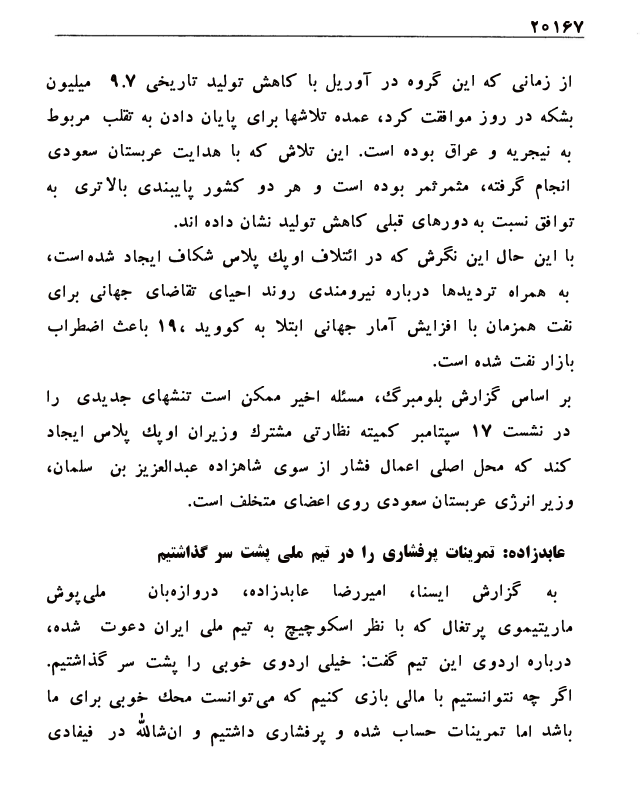 ۲۰۱۶۷
از زمانی که این گروه در آوریل با کاهش تولید تاریخی ۹.۷ میلیون
بشکه در روز موافقت کرد، عمده تلاشها برای پایان دادن به تقلب مربوط
به نیجریه و عراق بوده است. این تلاش که با هدایت عربستان سعودی
انجام گرفته، مثمرثمر بوده است و هر دو کشور پایبندی بالاتری به
توافق نسبت به دورهای قبلی کاهش تولید نشان داده اند.
با این حال این نگرش که در ائتلاف اوپك پلاس شکاف ایجاد شده‌است،
به همراه تردیدها درباره نیرومندی روند احیای تقاضای جهانی برای
نفت همزمان با افزایش آمار جهانی ابتلا به کووید ،۱۹ باعث اضطراب
بازار نفت شده است.
بر اساس گزارش بلومبرگ، مسئله اخیر ممکن است تنشهای جدیدی را
در نشست ۱۷ سپتامبر کمیته نظارتی مشترك وزیران اوپك پلاس ایجاد
کند که محل اصلی اعمال فشار از سوی شاهزاده عبدالعزیز بن سلمان،
وزیر انرژی عربستان سعودی روی اعضای متخلف است.
عابدزاده: تمرینات پرفشاری را در تیم ملی پشت سر گذاشتیم
به گزارش ایسنا، امیررضا عابدزاده، دروازه‌بان ملی‌پوش
ماریتیموی پرتغال که با نظر اسکوچیچ به تیم ملی ایران دعوت شده،
درباره اردوی این تیم گفت: خیلی اردوی خوبی را پشت سر گذاشتیم.
اگر چه نتوانستیم با مالی بازی کنیم که می‌توانست محك خوبی برای ما
باشد اما تمرینات حساب شده و پرفشاری داشتیم و ان‌شالله در فیفادی